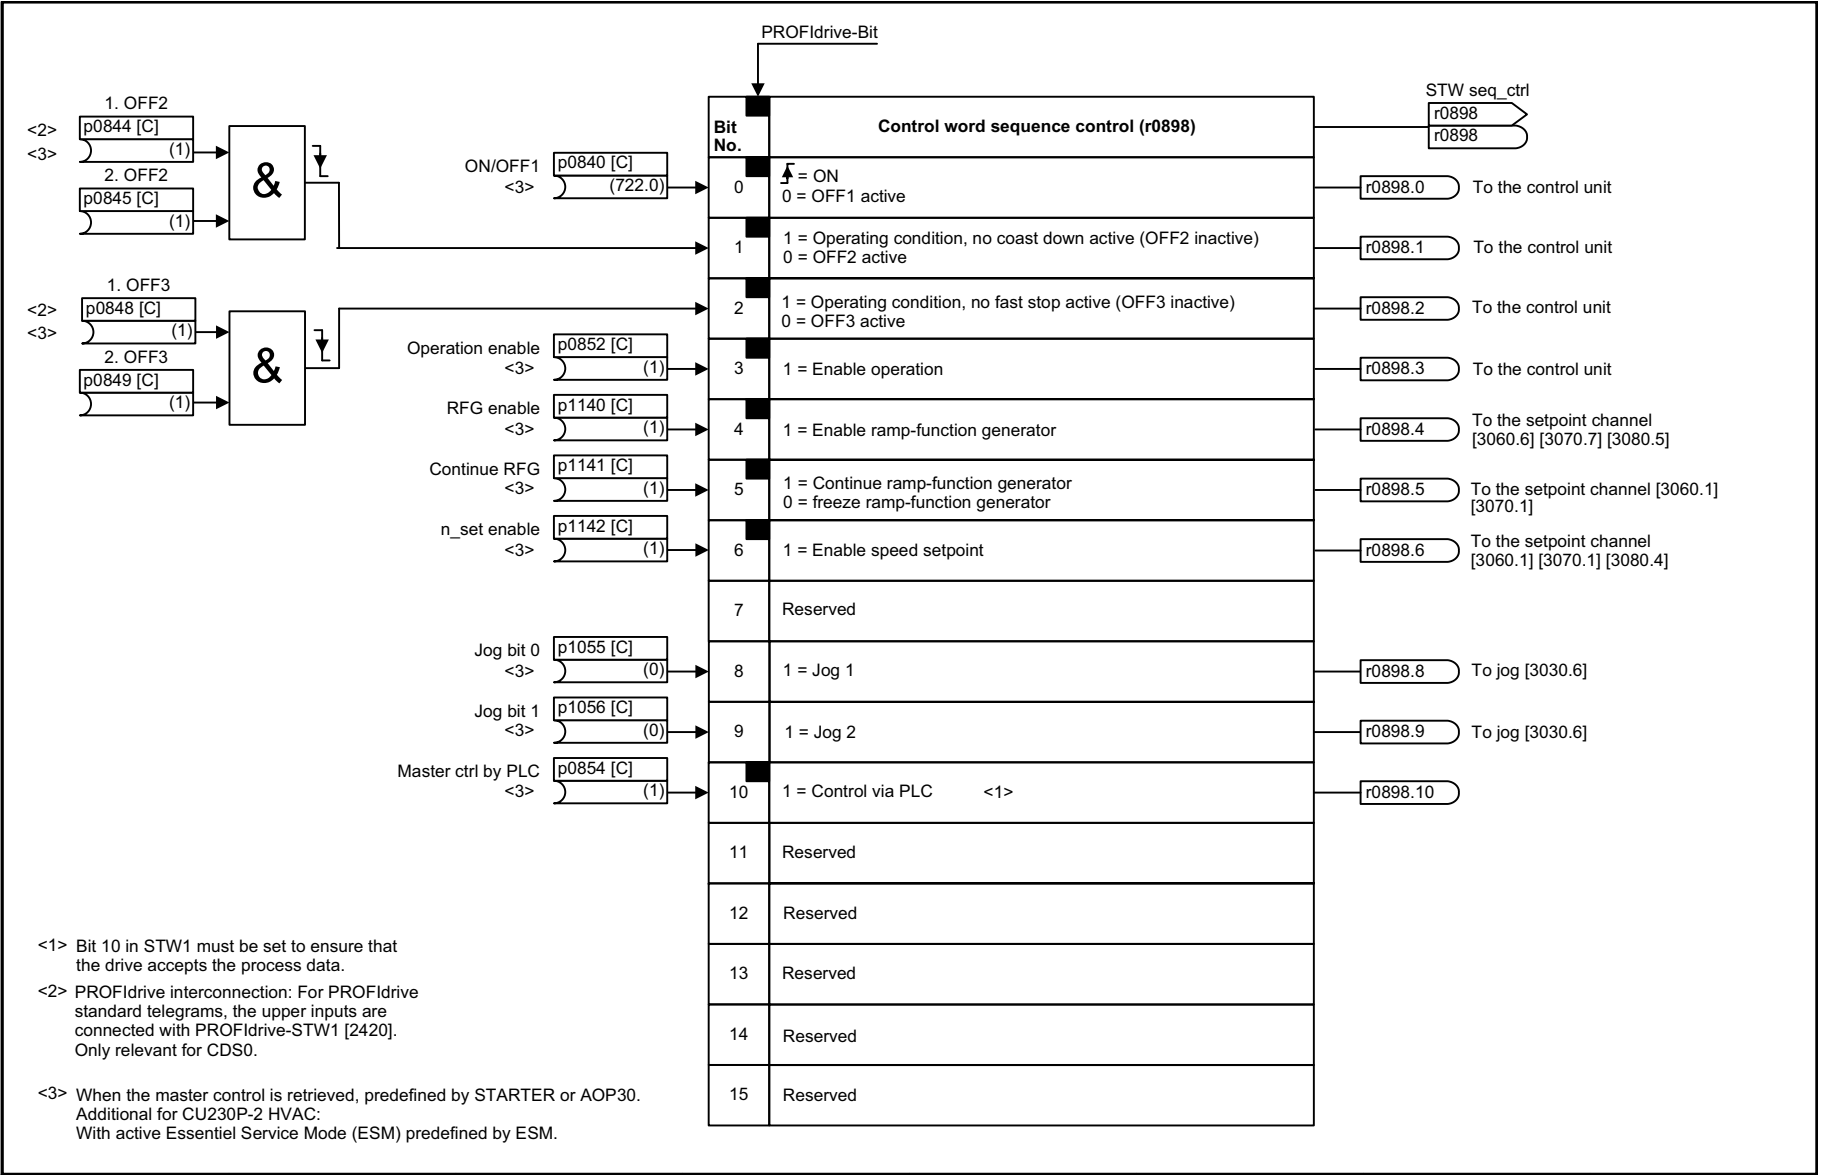 PROFIdrive-Bit
STW seq_ctrl
r0898
r0898
Bit
No.
Control word sequence control (r0898)
1. OFF2
<2>
p0844 [C]
<3>
(1)
2. OFF2
p0845 [C]
(1)
&
ON/OFF1
<3>
p0840 [C]
(722.0)
0
= ON
0 = OFF1 active
r0898.0
To the control unit
1
1 = Operating condition, no coast down active (OFF2 inactive)
0 = OFF2 active
r0898.1
To the control unit
1. OFF3
<2>
p0848 [C]
<3>
(1)
2. OFF3
p0849 [C]
(1)
&
2
1 = Operating condition, no fast stop active (OFF3 inactive)
0 = OFF3 active
r0898.2
To the control unit
Operation enable
<3>
p0852 [C]
(1)
3
1 = Enable operation
r0898.3
To the control unit
RFG enable
<3>
p1140 [C]
(1)
4
1 = Enable ramp-function generator
r0898.4
To the setpoint channel
[3060.6] [3070.7] [3080.5]
Continue RFG
<3>
p1141 [C]
(1)
5
1 = Continue ramp-function generator
0 = freeze ramp-function generator
r0898.5
To the setpoint channel [3060.1]
[3070.1]
n_set enable
<3>
p1142 [C]
(1)
6
1 = Enable speed setpoint
r0898.6
To the setpoint channel
[3060.1] [3070.1] [3080.4]
7
Reserved
Jog bit 0
<3>
p1055 [C]
(0)
8
1 = Jog 1
r0898.8
To jog [3030.6]
Jog bit 1
<3>
p1056 [C]
(0)
9
1 = Jog 2
r0898.9
To jog [3030.6]
Master ctrl by PLC
<3>
p0854 [C]
(1)
10
1 = Control via PLC <1>
r0898.10
11
Reserved
12
Reserved
13
Reserved
14
Reserved
15
Reserved
<1> Bit 10 in STW1 must be set to ensure that
the drive accepts the process data.
<2> PROFIdrive interconnection: For PROFIdrive
standard telegrams, the upper inputs are
connected with PROFIdrive-STW1 [2420].
Only relevant for CDS0.
<3> When the master control is retrieved, predefined by STARTER or AOP30.
Additional for CU230P-2 HVAC:
With active Essentiel Service Mode (ESM) predefined by ESM.